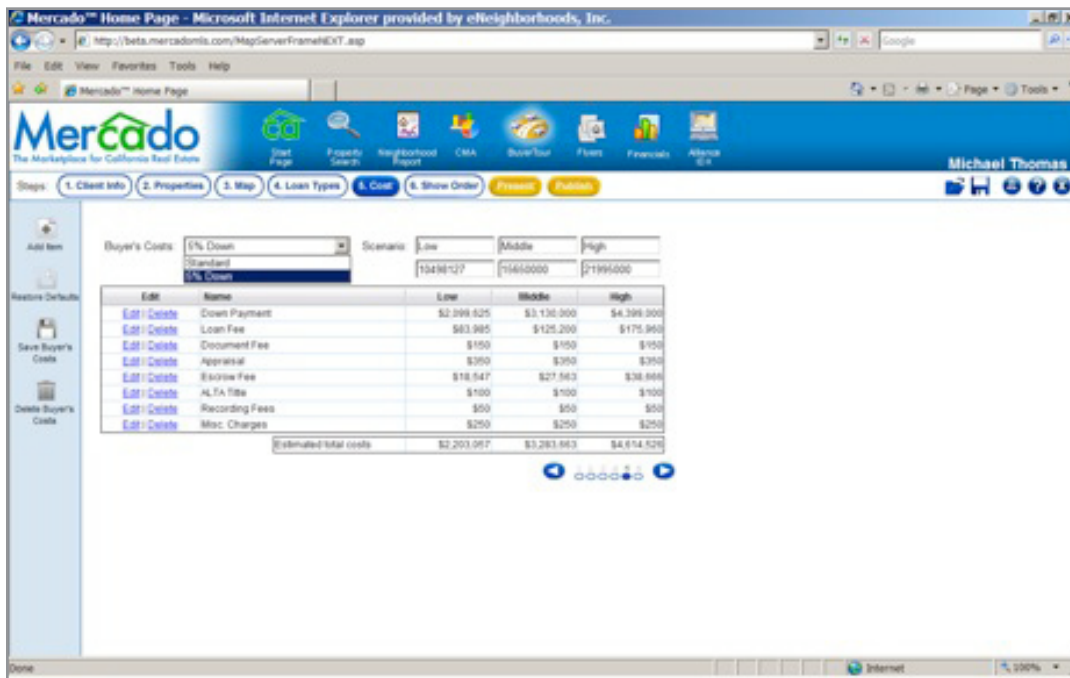 Mercado™ Home Page - Microsoft Internet Explorer provided by eNeighborhoods, Inc.
http://beta.mercadomls.com/MapServerFrameNEXT.asp
Google
File Edit View Favorites Tools Help
Mercado™ Home Page
Page Tools
Mercado
The Marketplace for California Real Estate
Start Page
Property Search
Neighborhood Report
CMA
BuyerTour
Flyers
Financials
Alliance
Michael Thomas
Steps: 1. Client Info 2. Properties 3. Map 4. Loan Types 5. Cost 6. Show Order Present Publish
Add Item
Restore Defaults
Save Buyer's Costs
Delete Buyer's Costs
Buyer's Costs: 5% Down Scenario: Low Middle High
Standard
5% Down
10498127 15650000 21995000
Edit Name Low Middle High
Edit | Delete Down Payment $2,099,625 $3,130,000 $4,399,000
Edit | Delete Loan Fee $83,985 $125,200 $175,960
Edit | Delete Document Fee $150 $150 $150
Edit | Delete Appraisal $350 $350 $350
Edit | Delete Escrow Fee $18,547 $27,563 $38,666
Edit | Delete ALTA Title $100 $100 $100
Edit | Delete Recording Fees $50 $50 $50
Edit | Delete Misc. Charges $250 $250 $250
Estimated total costs $2,203,057 $3,283,663 $4,614,526
Done Internet 100%